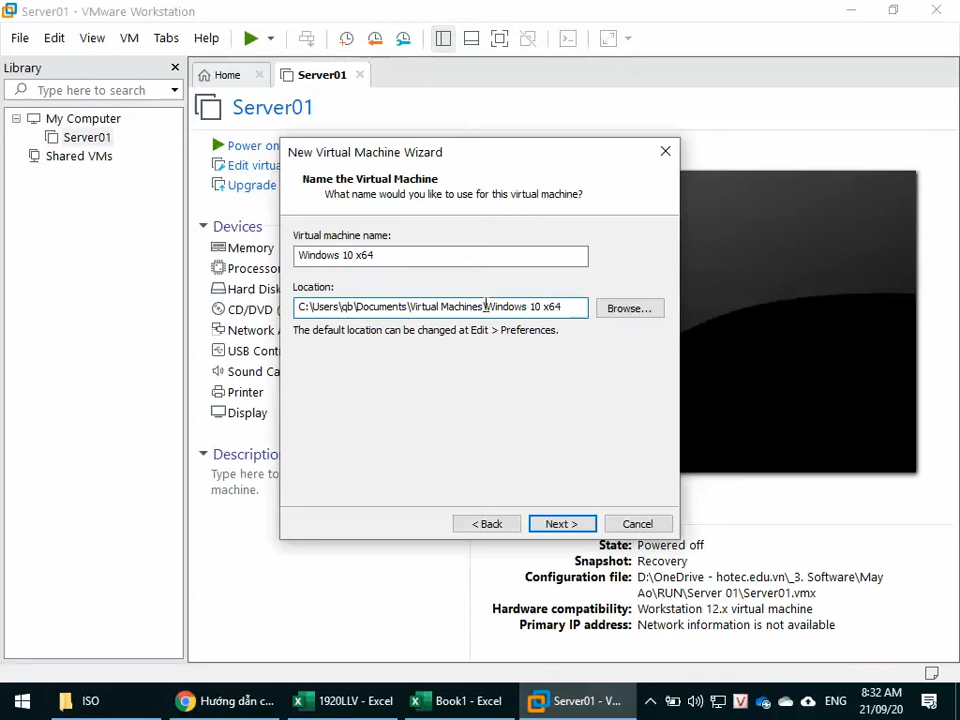 Server01 - VMware Workstation
File Edit View VM Tabs Help
Library
Type here to search
My Computer
Server01
Shared VMs
Home
Server01
Server01
Power on
Edit virtua
Upgrade
Devices
Memory
Processor
Hard Disk
CD/DVD
Network
USB Cont
Sound Ca
Printer
Display
Descriptio
Type here to
machine.
New Virtual Machine Wizard
Name the Virtual Machine
What name would you like to use for this virtual machine?
Virtual machine name:
Windows 10 x64
Location:
C:\Users\qb\Documents\Virtual Machines\Windows 10 x64
Browse...
The default location can be changed at Edit > Preferences.
< Back
Next >
Cancel
State: Powered off
Snapshot: Recovery
Configuration file: D:\OneDrive - hotec.edu.vn\_3. Software\May
Ao\RUN\Server 01\Server01.vmx
Hardware compatibility: Workstation 12.x virtual machine
Primary IP address: Network information is not available
ISO
Hướng dẫn c...
1920LLV - Excel
Book1 - Excel
Server01 - V...
V
ENG
8:32 AM
21/09/20